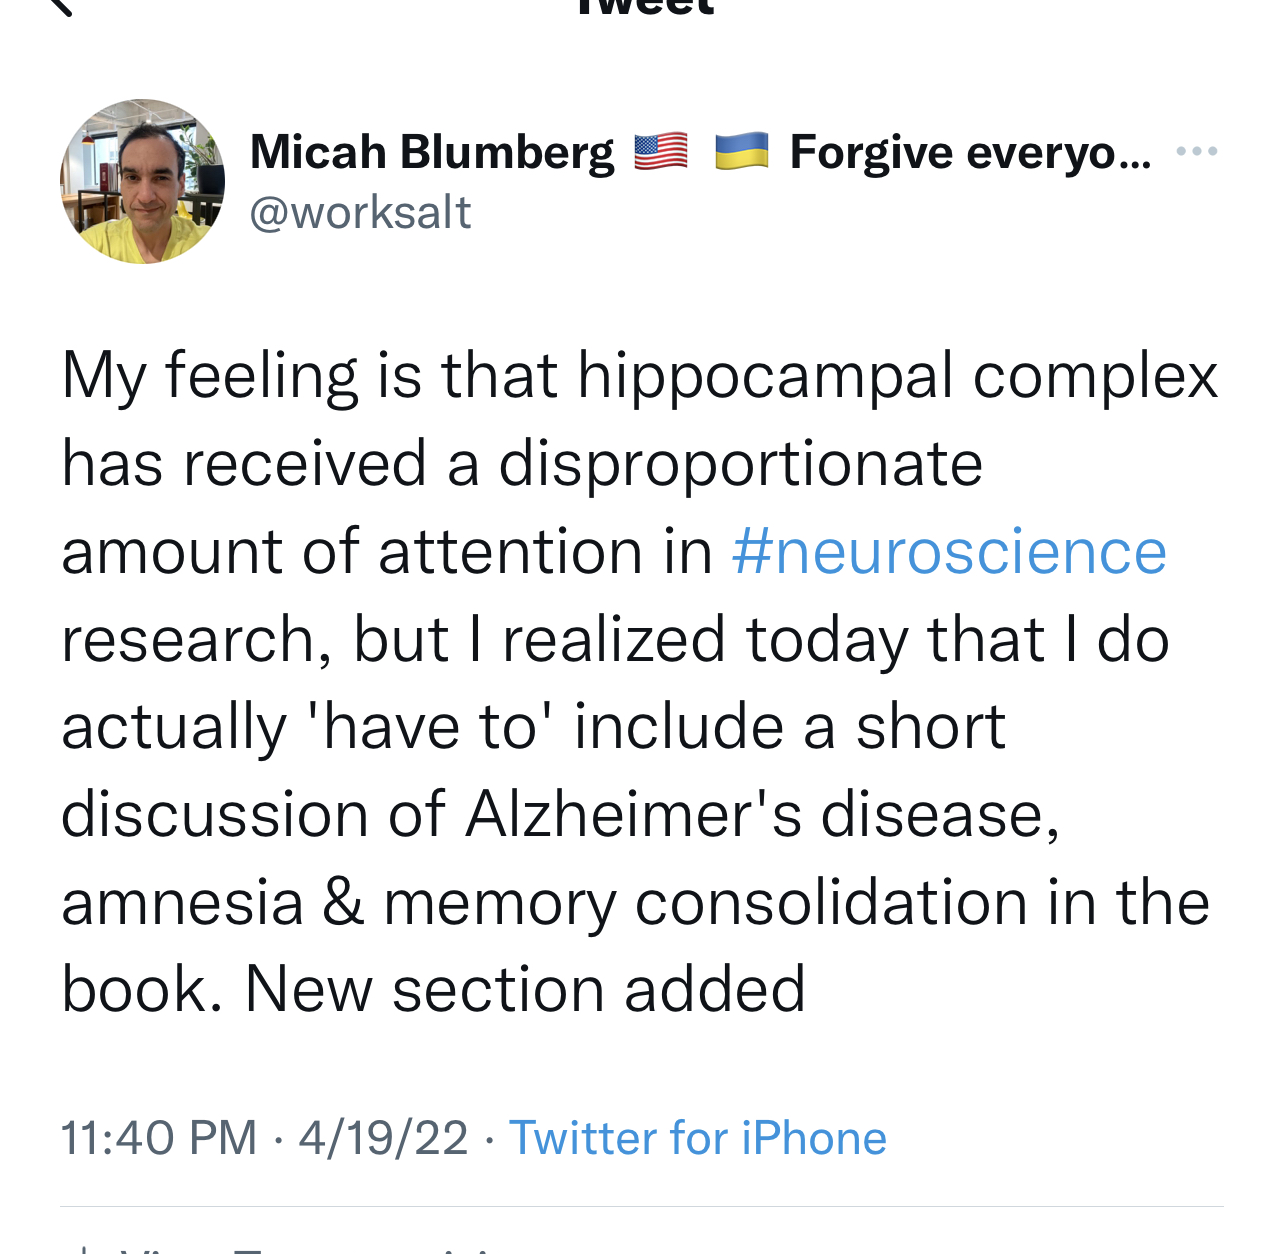 Tweet
Micah Blumberg 🇺🇸 🇺🇦 Forgive everyo...
@worksalt
My feeling is that hippocampal complex
has received a disproportionate
amount of attention in #neuroscience
research, but I realized today that I do
actually 'have to' include a short
discussion of Alzheimer's disease,
amnesia & memory consolidation in the
book. New section added
11:40 PM · 4/19/22 · Twitter for iPhone